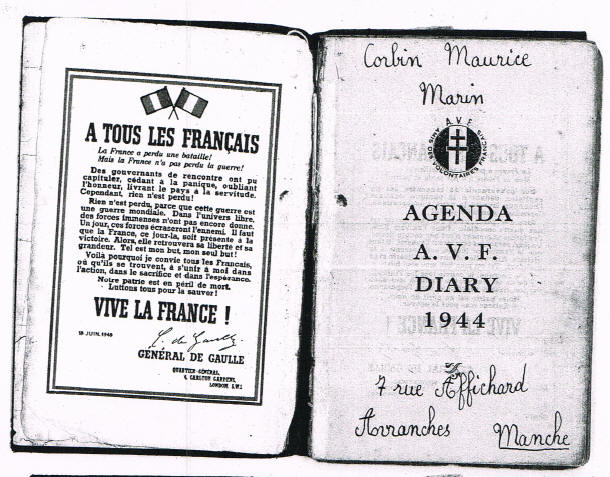 A TOUS LES FRANÇAIS
La France a perdu une bataille!
Mais la France n'a pas perdu la guerre!
Des gouvernants de rencontre ont pu
capituler, cédant à la panique, oubliant
l'honneur, livrant le pays à la servitude.
Cependant, rien n'est perdu!
Rien n'est perdu, parce que cette guerre est
une guerre mondiale. Dans l'univers libre,
des forces immenses n'ont pas encore donné.
Un jour, ces forces écraseront l'ennemi. Il faut
que la France, ce jour-là, soit présente à la
victoire. Alors, elle retrouvera sa liberté et sa
grandeur. Tel est mon but, mon seul but!
Voilà pourquoi je convie tous les Français,
où qu'ils se trouvent, à s'unir à moi dans
l'action, dans le sacrifice et dans l'espérance.
Notre patrie est en péril de mort.
Luttons tous pour la sauver!
VIVE LA FRANCE !
18 JUIN, 1940
C. de Gaulle
GÉNÉRAL DE GAULLE
QUARTIER-GÉNÉRAL,
4, CARLTON GARDENS,
LONDON S.W.1
Corbin Maurice
Marin
A.V.F.
AMIS DES VOLONTAIRES FRANÇAIS
AGENDA
A. V. F.
DIARY
1944
7 rue Affichard
Avranches Manche